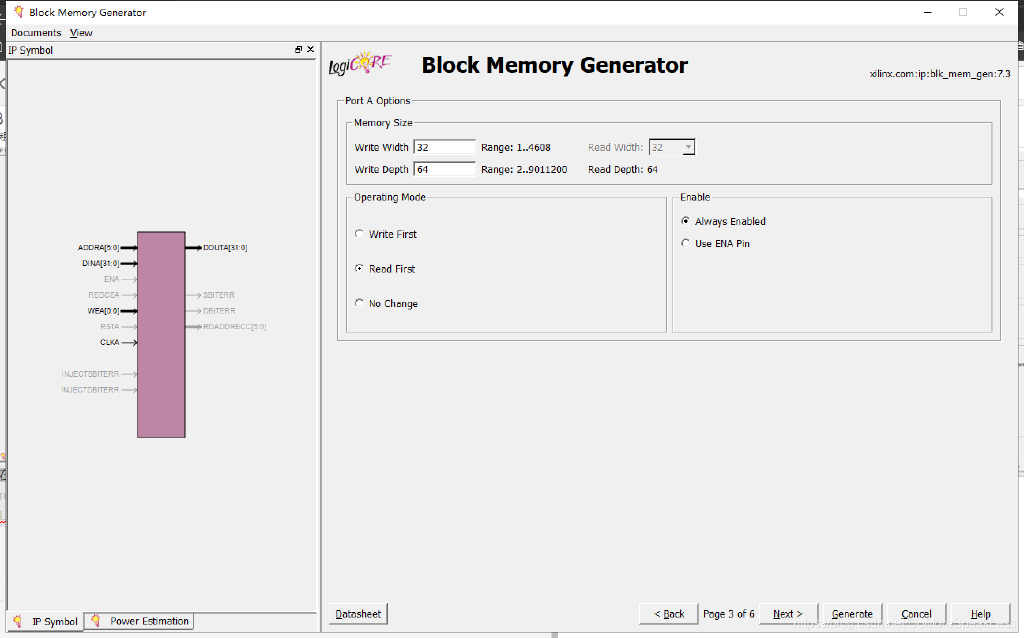 Block Memory Generator
Documents View
IP Symbol
LogiCORE
Block Memory Generator
xilinx.com:ip:blk_mem_gen:7.3
Port A Options
Memory Size
Write Width 32 Range: 1..4608 Read Width: 32
Write Depth 64 Range: 2..9011200 Read Depth: 64
Operating Mode
Write First
Read First
No Change
Enable
Always Enabled
Use ENA Pin
ADDRA[5:0] DOUTA[31:0]
DINA[31:0]
ENA
REGCEA SBITERR
WEA[0:0] DBITERR
RSTA RDADDRECC[5:0]
CLKA
INJECTSBITERR
INJECTDBITERR
IP Symbol Power Estimation
Datasheet
< Back Page 3 of 6 Next > Generate Cancel Help